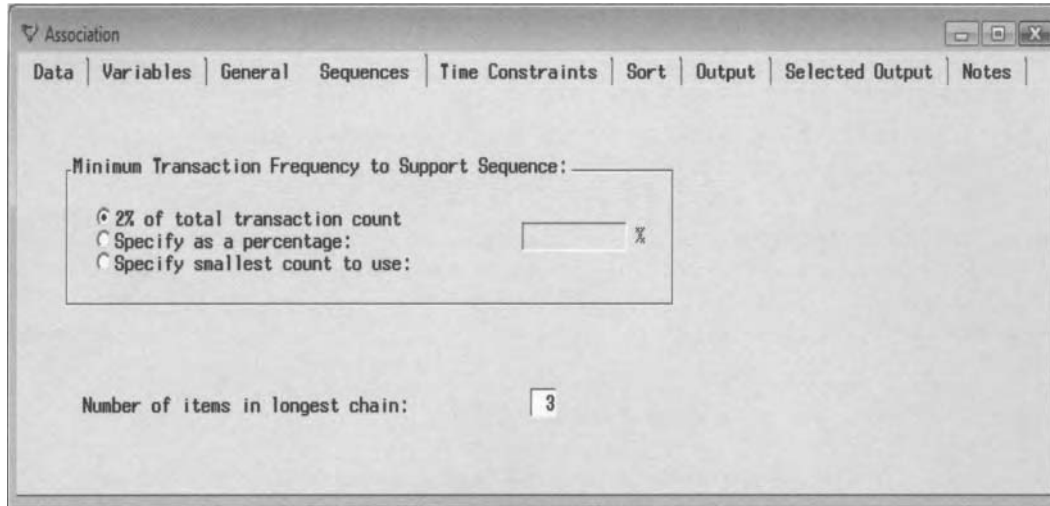 Association
Data | Variables | General Sequences | Time Constraints | Sort | Output | Selected Output | Notes |
Minimum Transaction Frequency to Support Sequence:
2% of total transaction count
Specify as a percentage: %
Specify smallest count to use:
Number of items in longest chain: 3